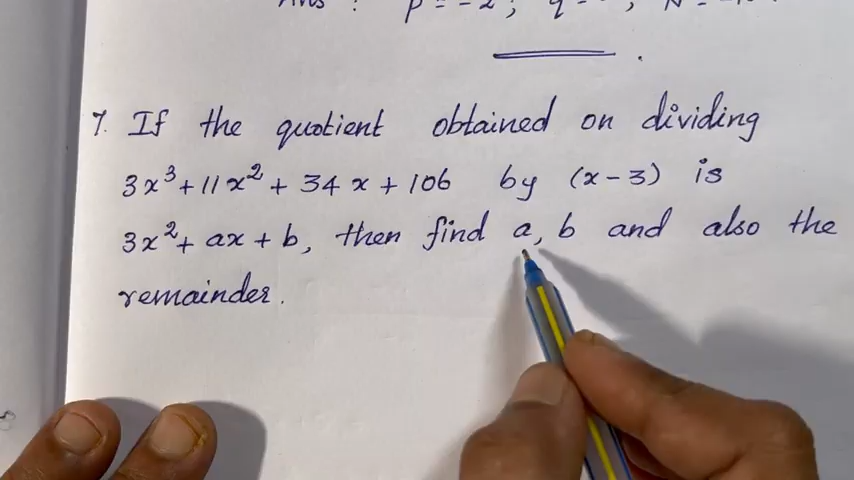 p = -2 ;
7. If the quotient obtained on dividing
3x³ + 11x² + 34x + 106 by (x - 3) is
3x² + ax + b, then find a, b and also the
remainder.